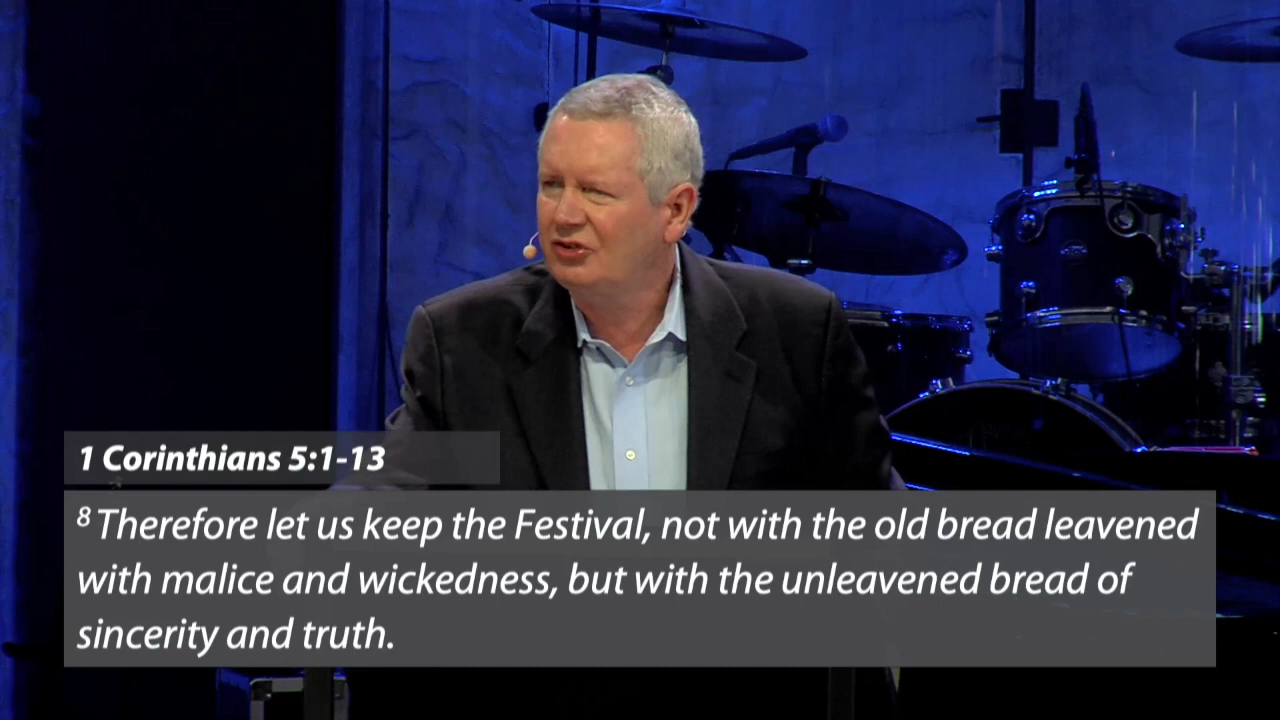 1 Corinthians 5:1-13
8 Therefore let us keep the Festival, not with the old bread leavened
with malice and wickedness, but with the unleavened bread of
sincerity and truth.